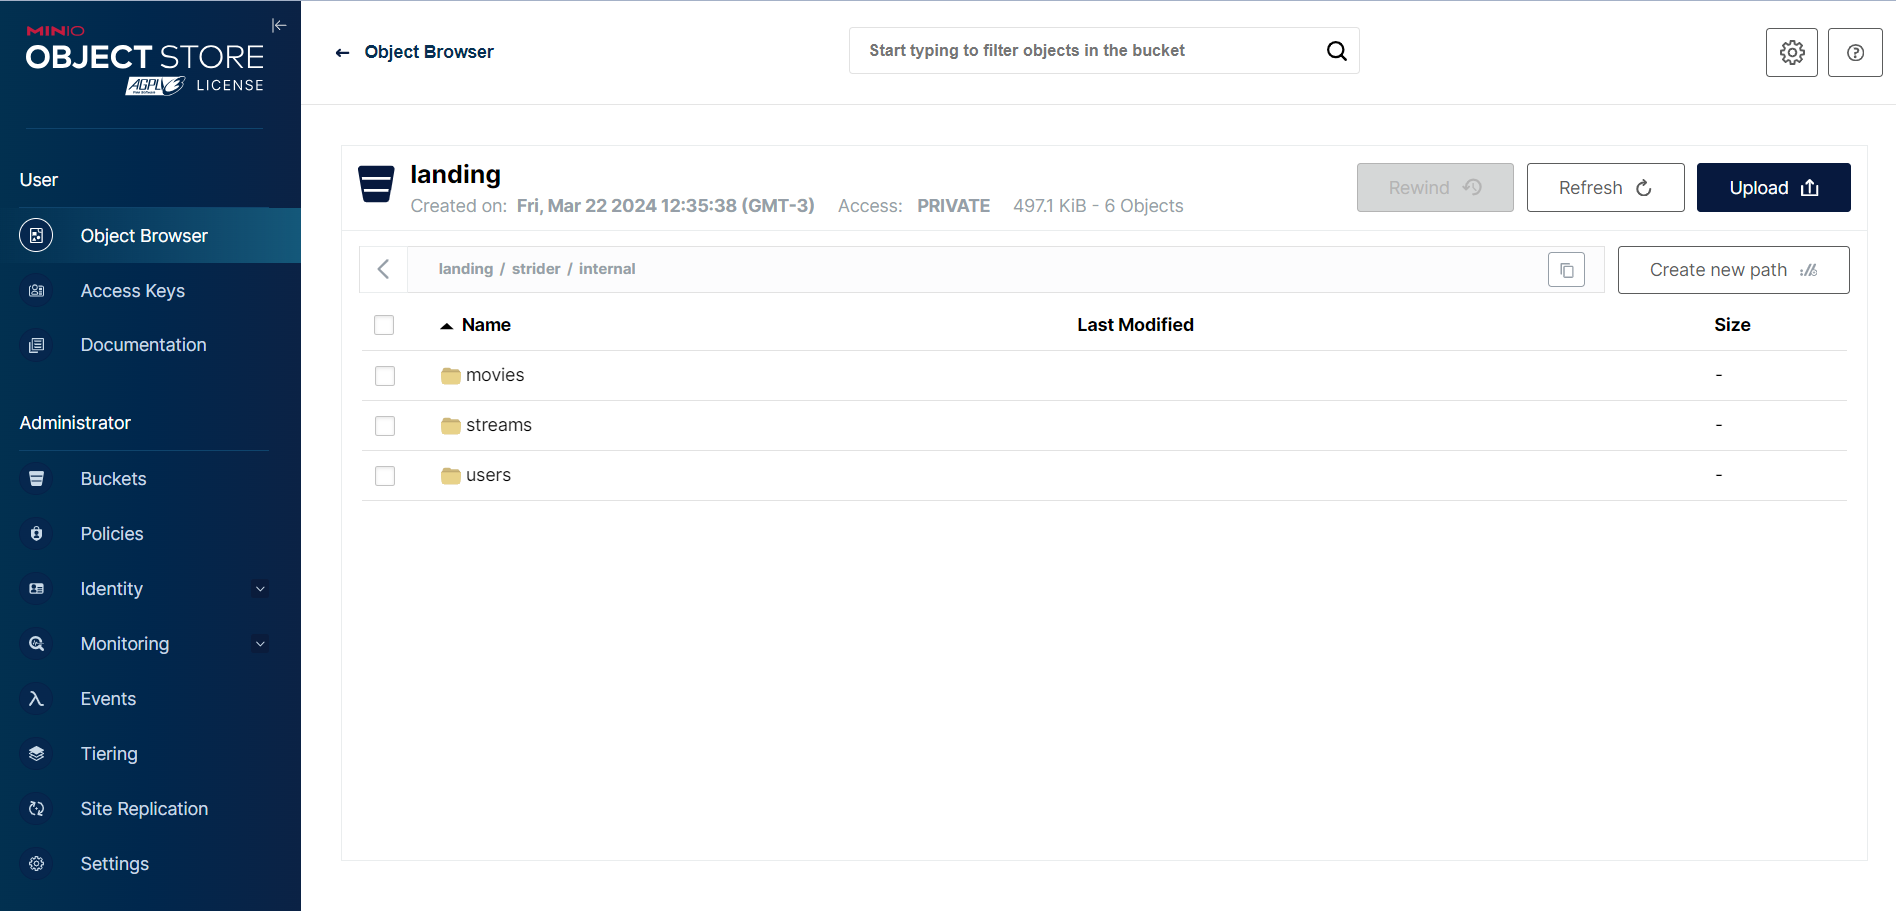 MINIO
OBJECT STORE
AGPL v3 LICENSE
User
Object Browser
Access Keys
Documentation
Administrator
Buckets
Policies
Identity
Monitoring
Events
Tiering
Site Replication
Settings
← Object Browser
Start typing to filter objects in the bucket
landing
Created on: Fri, Mar 22 2024 12:35:38 (GMT-3) Access: PRIVATE 497.1 KiB - 6 Objects
Rewind
Refresh
Upload
landing / strider / internal
Create new path
Name Last Modified Size
movies -
streams -
users -